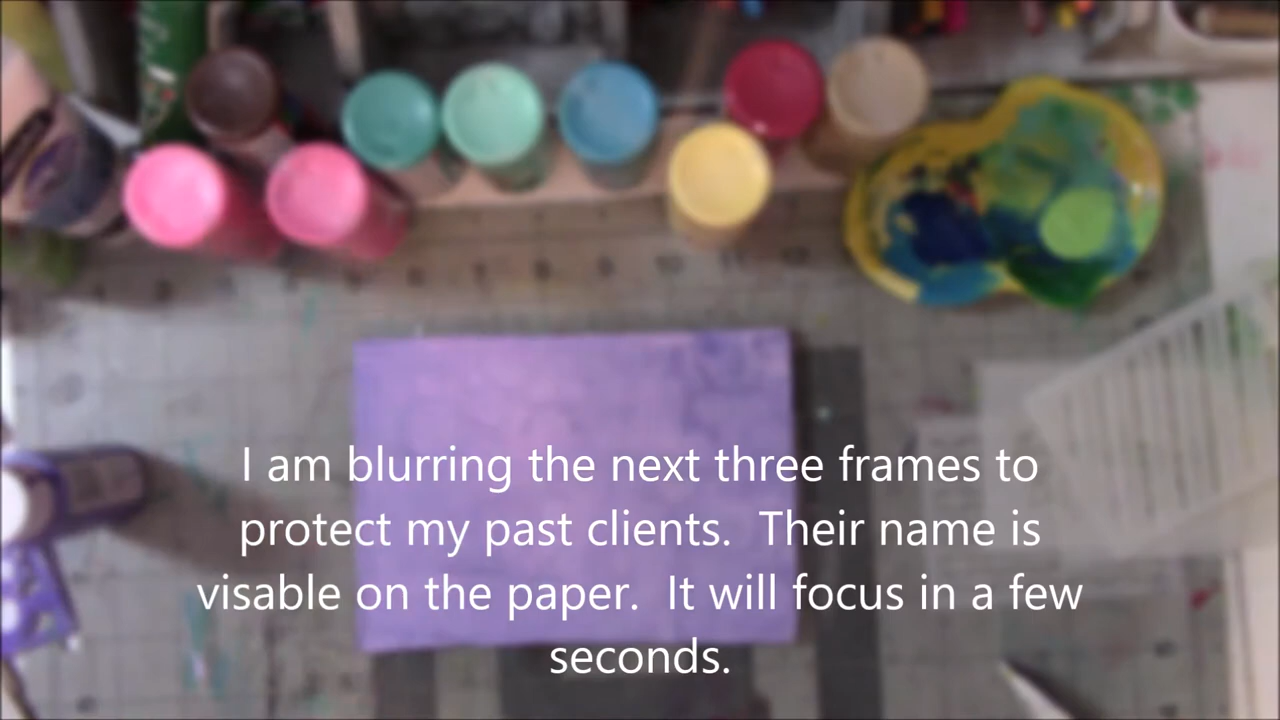 I am blurring the next three frames to
protect my past clients.  Their name is
visable on the paper.  It will focus in a few
seconds.